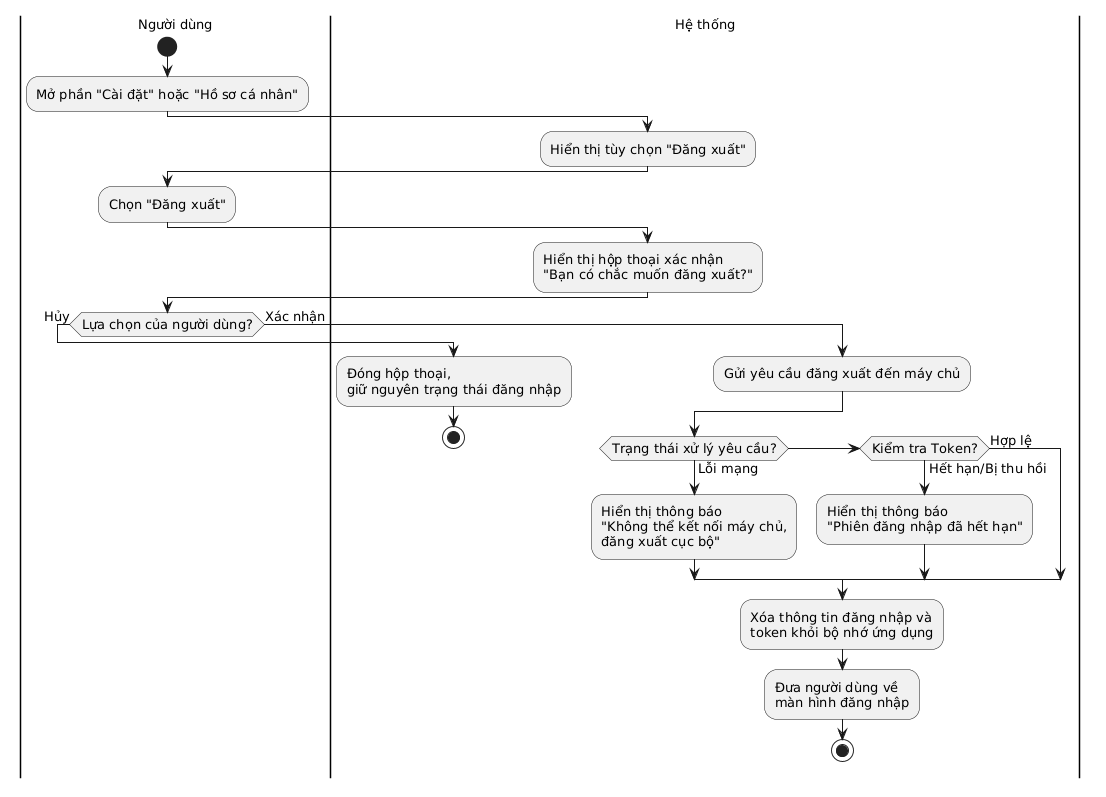 Người dùng
Hệ thống
Mở phần "Cài đặt" hoặc "Hồ sơ cá nhân"
Hiển thị tùy chọn "Đăng xuất"
Chọn "Đăng xuất"
Hiển thị hộp thoại xác nhận
"Bạn có chắc muốn đăng xuất?"
Hủy
Lựa chọn của người dùng?
Xác nhận
Đóng hộp thoại,
giữ nguyên trạng thái đăng nhập
Gửi yêu cầu đăng xuất đến máy chủ
Trạng thái xử lý yêu cầu?
Lỗi mạng
Kiểm tra Token?
Hợp lệ
Hết hạn/Bị thu hồi
Hiển thị thông báo
"Không thể kết nối máy chủ,
đăng xuất cục bộ"
Hiển thị thông báo
"Phiên đăng nhập đã hết hạn"
Xóa thông tin đăng nhập và
token khỏi bộ nhớ ứng dụng
Đưa người dùng về
màn hình đăng nhập